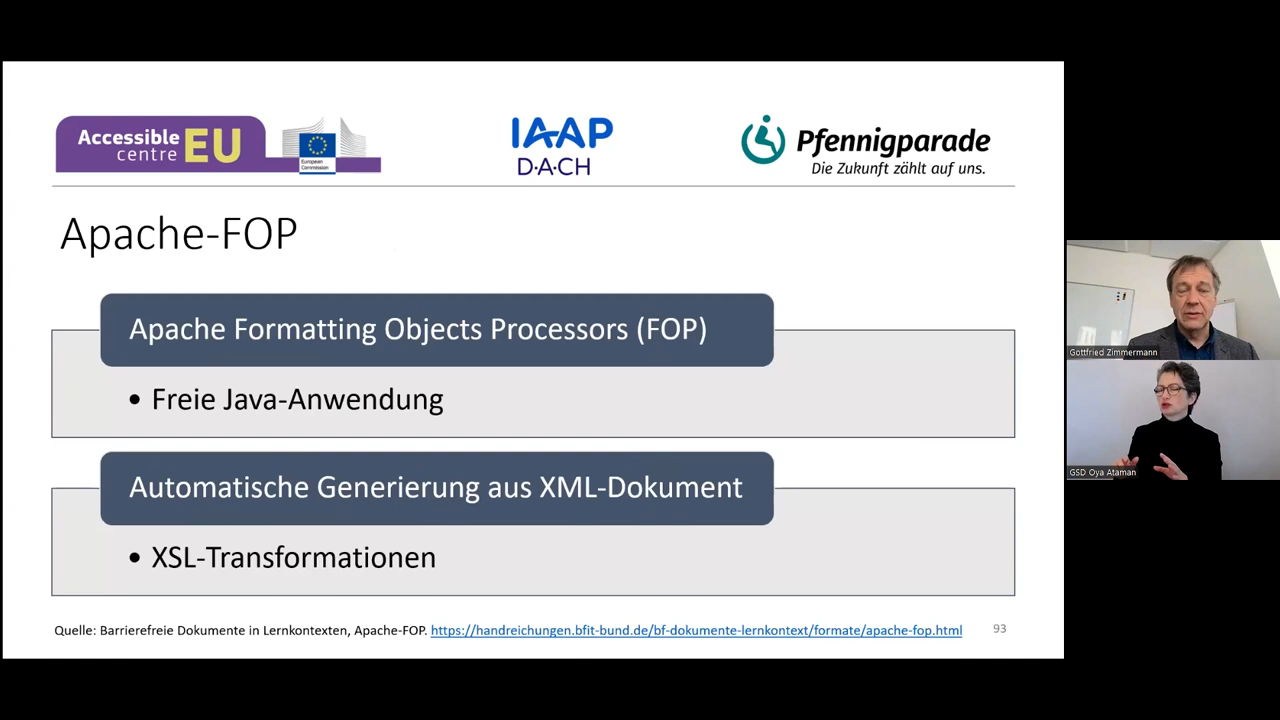 Accessible
centre EU
European
Commission
IAAP
D·A·CH
Pfennigparade
Die Zukunft zählt auf uns.
Apache-FOP
Apache Formatting Objects Processors (FOP)
• Freie Java-Anwendung
Automatische Generierung aus XML-Dokument
• XSL-Transformationen
Quelle: Barrierefreie Dokumente in Lernkontexten, Apache-FOP. https://handreichungen.bfit-bund.de/bf-dokumente-lernkontext/formate/apache-fop.html
93
Gottfried Zimmermann
GSD Oya Ataman